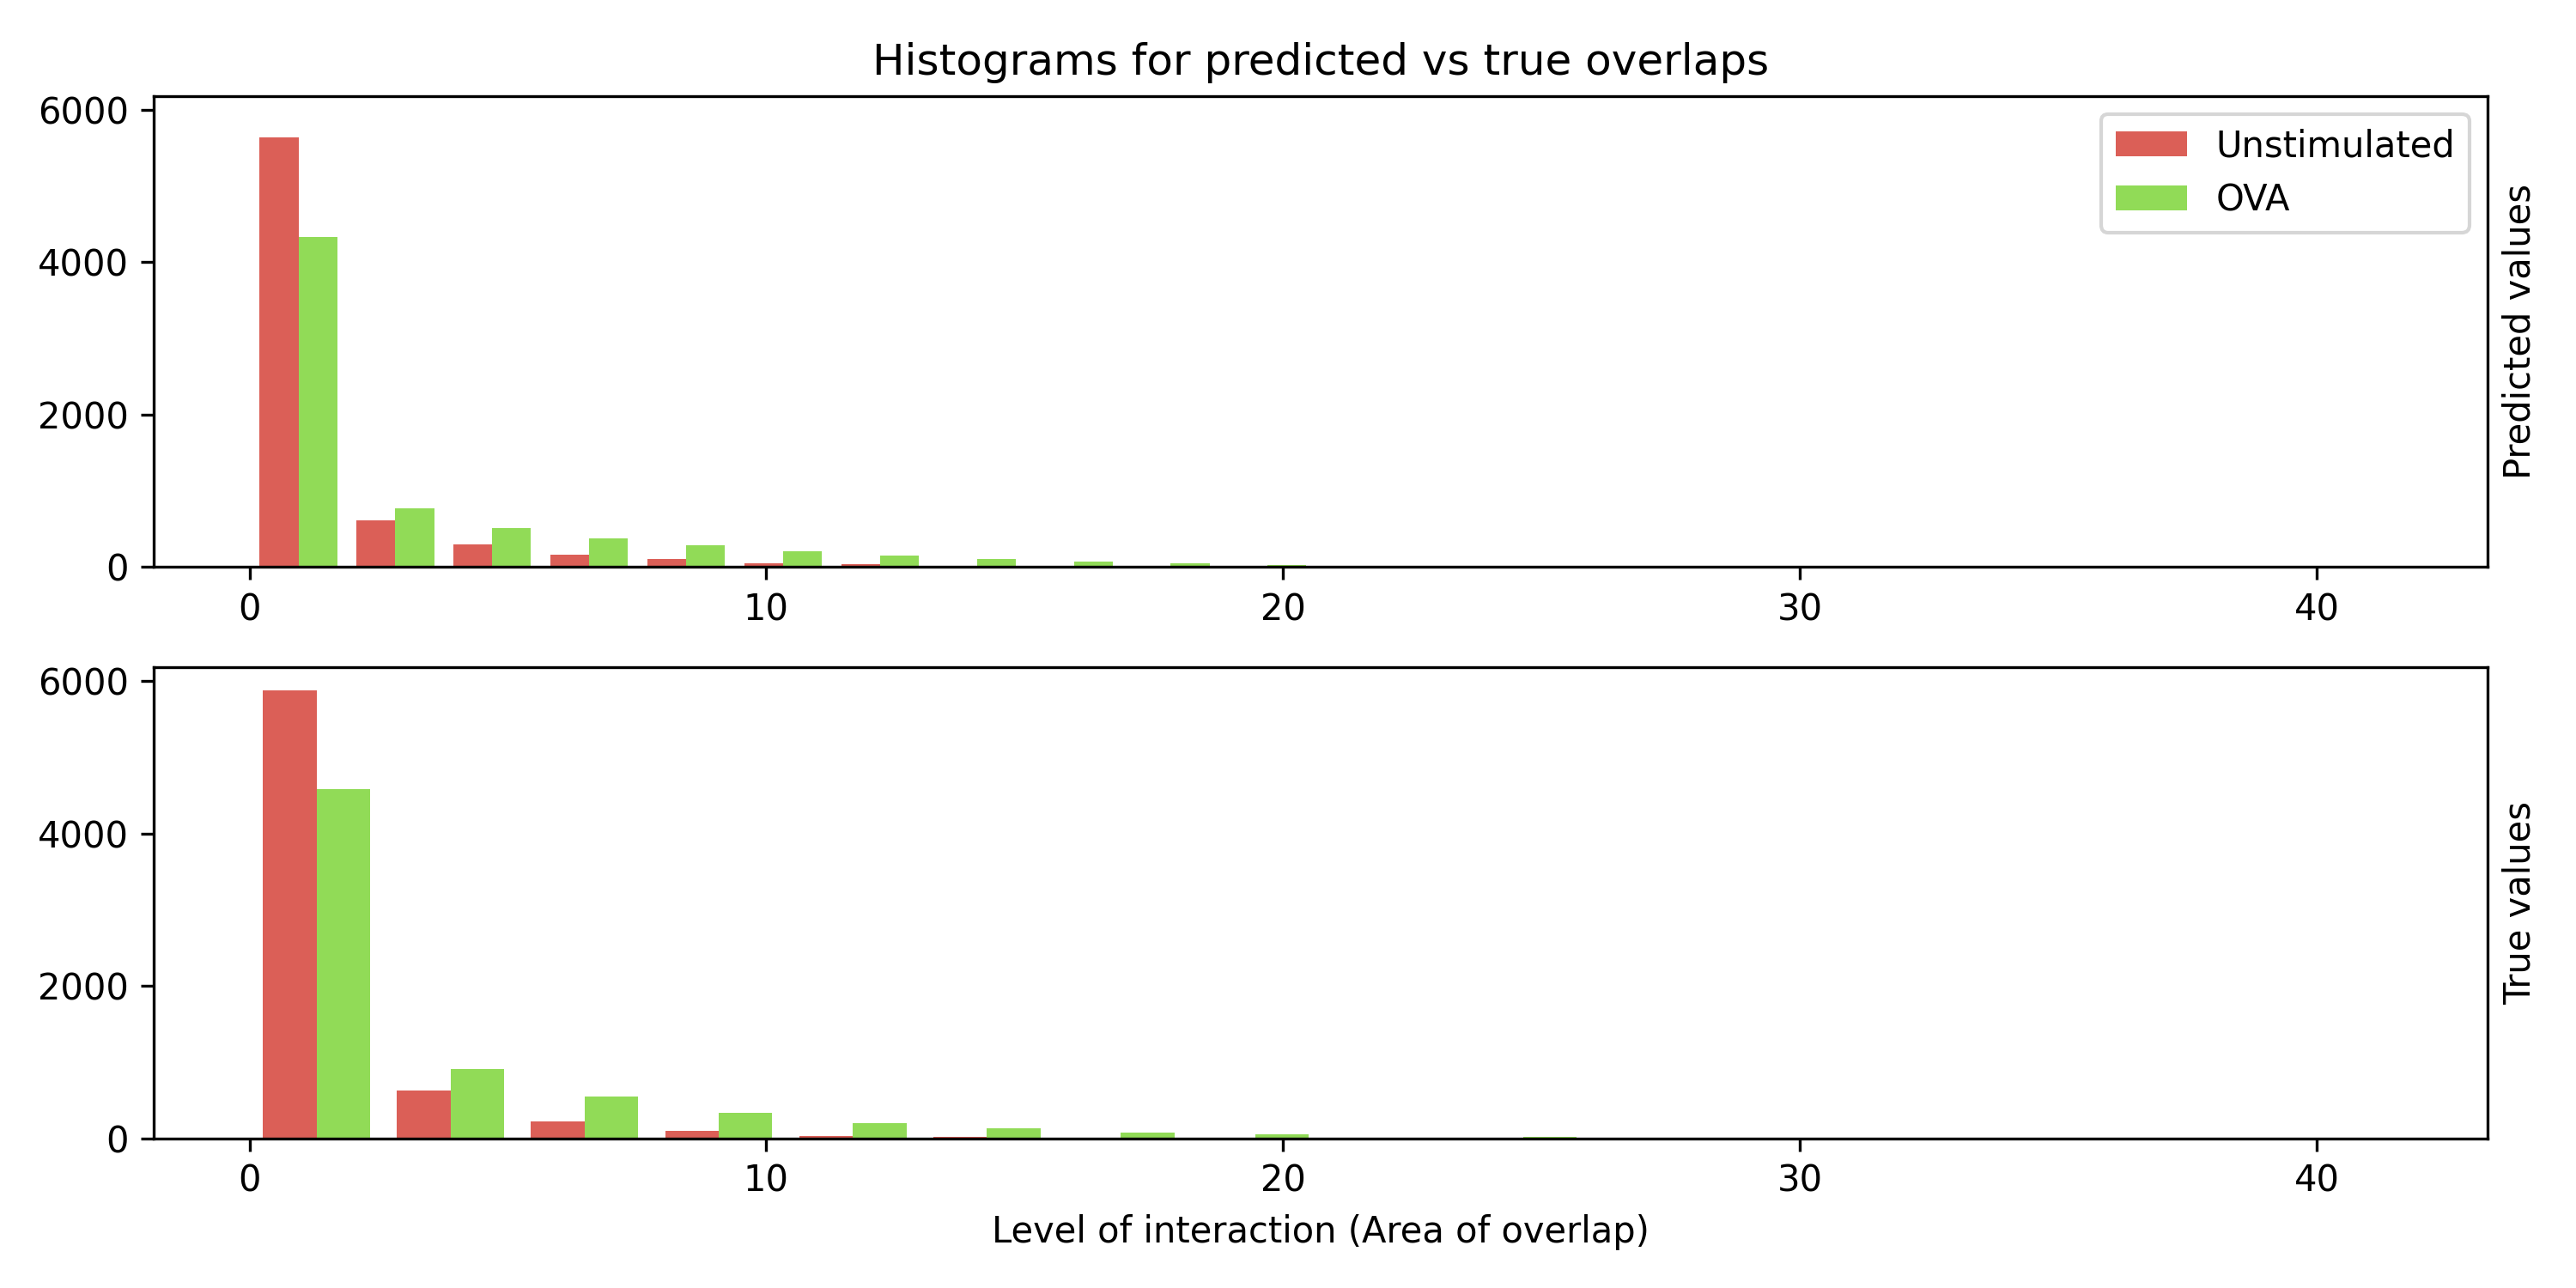 Histograms for predicted vs true overlaps
6000
4000
2000
0
Unstimulated
OVA
Predicted values
0 10 20 30 40
6000
4000
2000
0
True values
0 10 20 30 40
Level of interaction (Area of overlap)